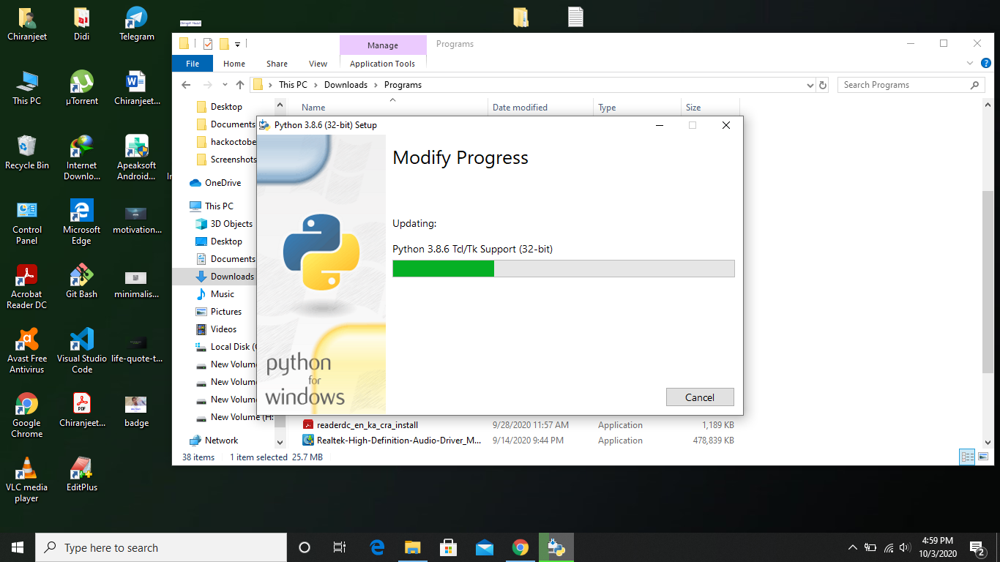 Chiranjeet
Didi
Telegram
This PC
µTorrent
Chiranjeet...
Recycle Bin
Internet
Downlo...
Apeaksoft
Android...
Control
Panel
Microsoft
Edge
motivation...
Acrobat
Reader DC
Git Bash
minimalis...
Avast Free
Antivirus
Visual Studio
Code
life-quote-t...
Google
Chrome
Chiranjeet...
badge
VLC media
player
EditPlus
Manage
Programs
File
Home
Share
View
Application Tools
This PC
Downloads
Programs
Search Programs
Name
Date modified
Type
Size
Desktop
Documents
hackoctobe
Screenshots
OneDrive
This PC
3D Objects
Desktop
Documents
Downloads
Music
Pictures
Videos
Local Disk (
New Volum
New Volum
New Volum
New Volume (H:
Network
Python 3.8.6 (32-bit) Setup
Modify Progress
Updating:
Python 3.8.6 Tcl/Tk Support (32-bit)
python
for
windows
Cancel
readerdc_en_ka_cra_install 9/28/2020 11:57 AM Application 1,189 KB
Realtek-High-Definition-Audio-Driver_M... 9/14/2020 9:44 PM Application 478,839 KB
38 items 1 item selected 25.7 MB
Type here to search
4:59 PM
10/3/2020
2